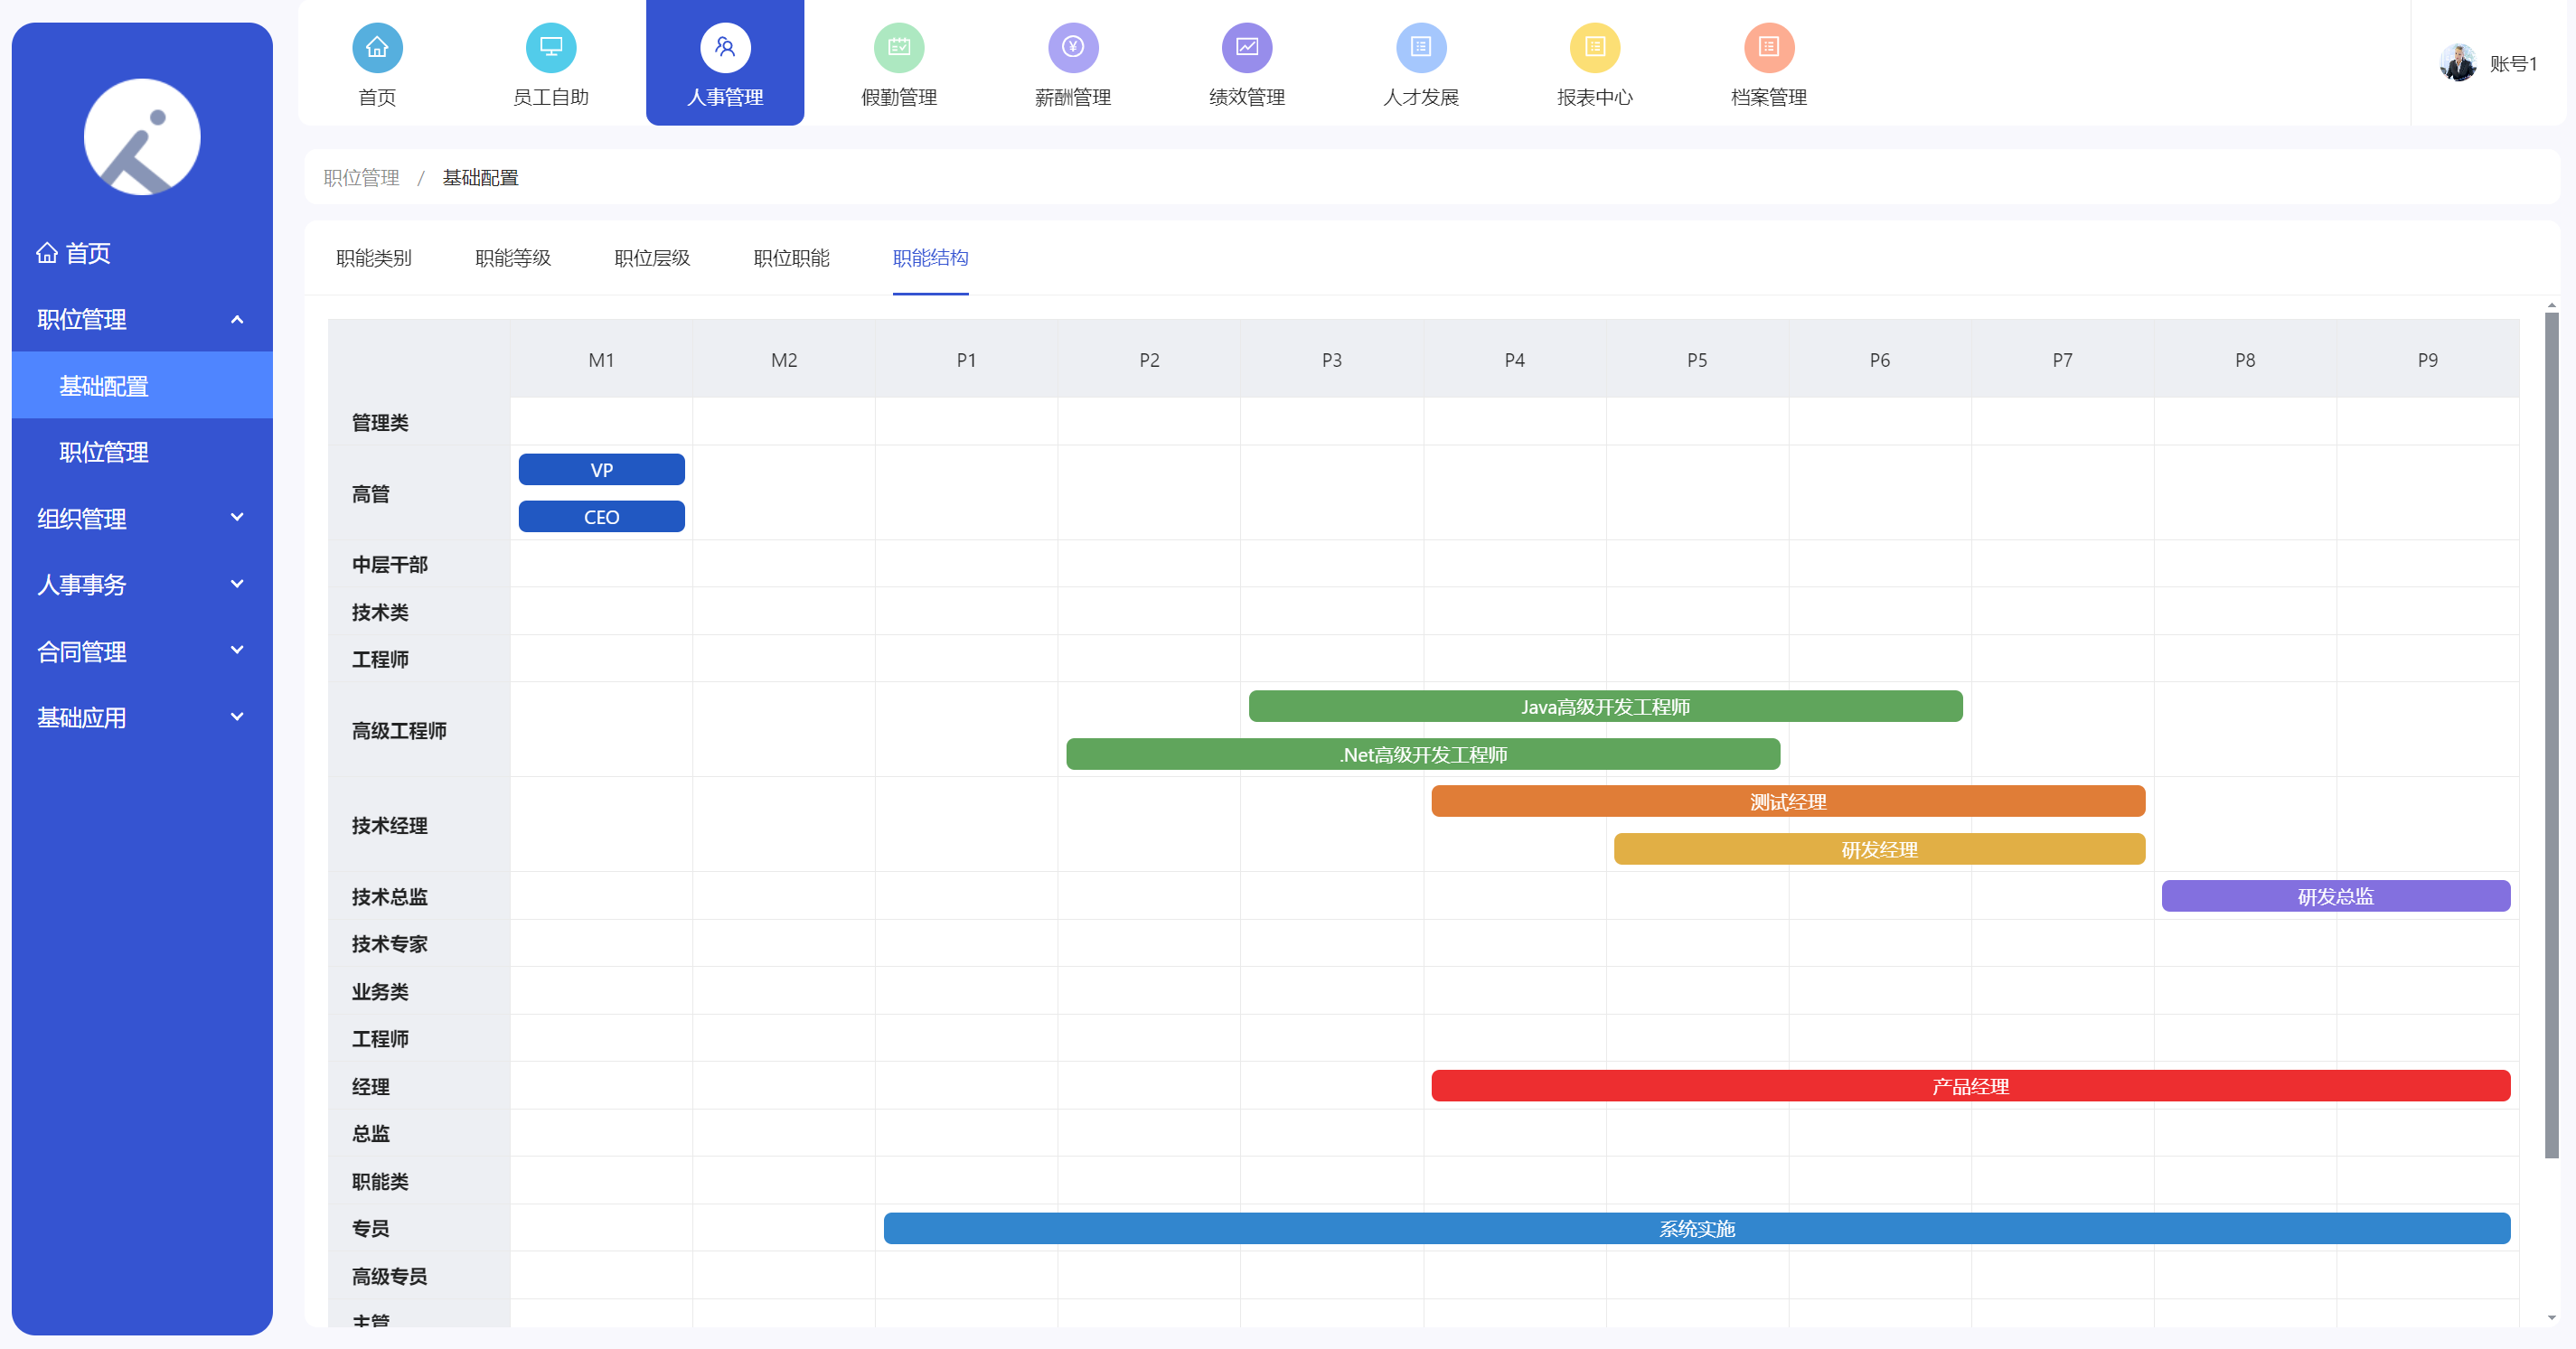 首页
员工自助
人事管理
假勤管理
薪酬管理
绩效管理
人才发展
报表中心
档案管理
账号1
首页
职位管理
基础配置
职位管理
组织管理
人事事务
合同管理
基础应用
职位管理 / 基础配置
职能类别
职能等级
职位层级
职位职能
职能结构
M1 M2 P1 P2 P3 P4 P5 P6 P7 P8 P9
管理类
高管
VP
CEO
中层干部
技术类
工程师
高级工程师
Java高级开发工程师
.Net高级开发工程师
技术经理
测试经理
研发经理
技术总监
研发总监
技术专家
业务类
工程师
经理
产品经理
总监
职能类
专员
系统实施
高级专员
主管